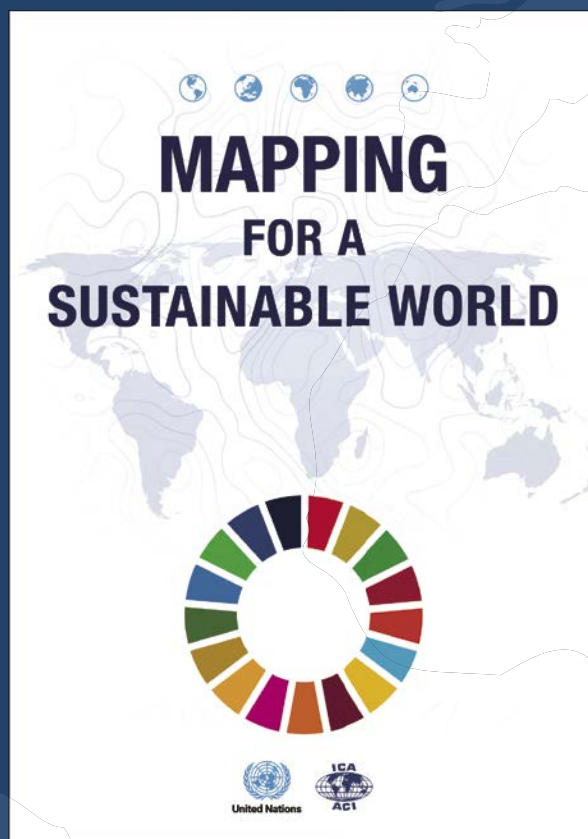 MAPPING
FOR A
SUSTAINABLE WORLD
United Nations
ICA
ACI